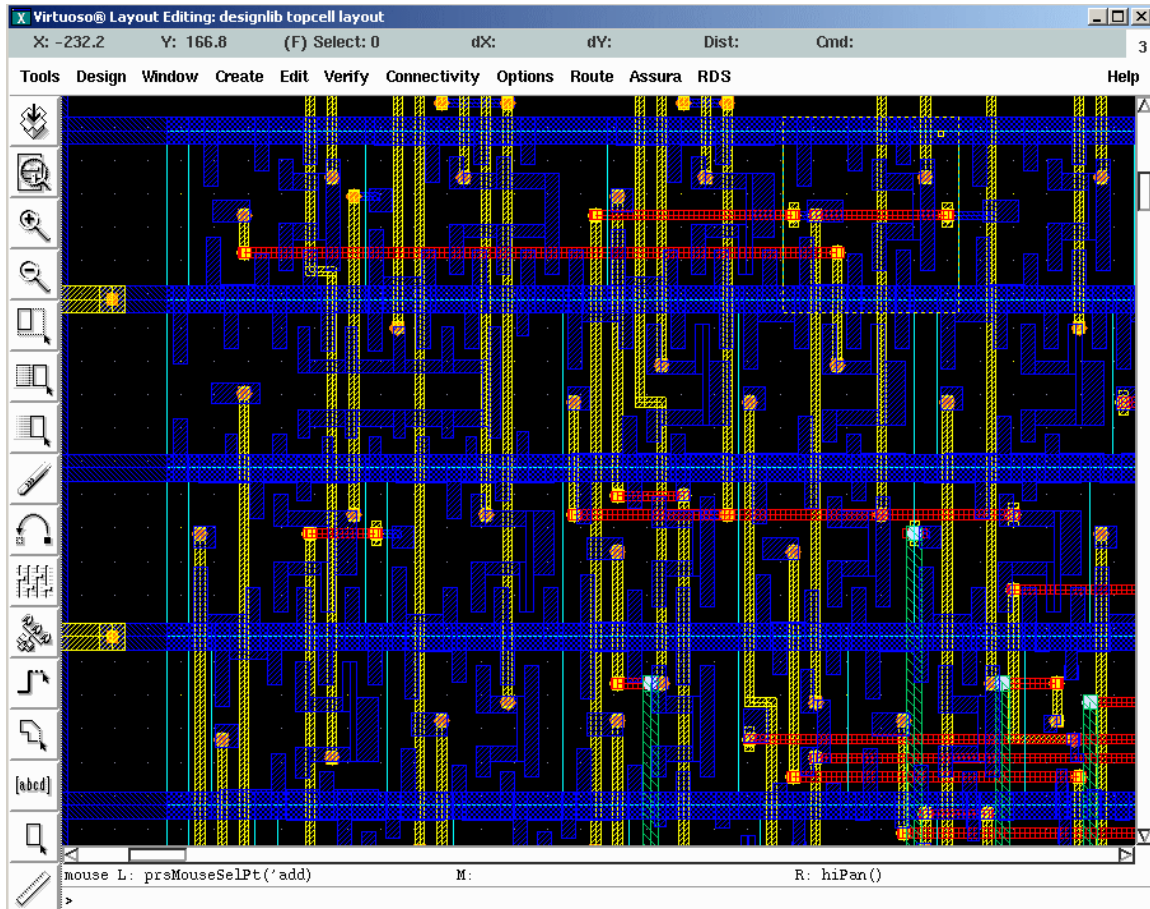 Virtuoso® Layout Editing: designlib topcell layout
X: -232.2 Y: 166.8 (F) Select: 0 dX: dY: Dist: Cmd: 3
Tools Design Window Create Edit Verify Connectivity Options Route Assura RDS Help
[abcd]
mouse L: prsMouseSelPt('add) M: R: hiPan()
>